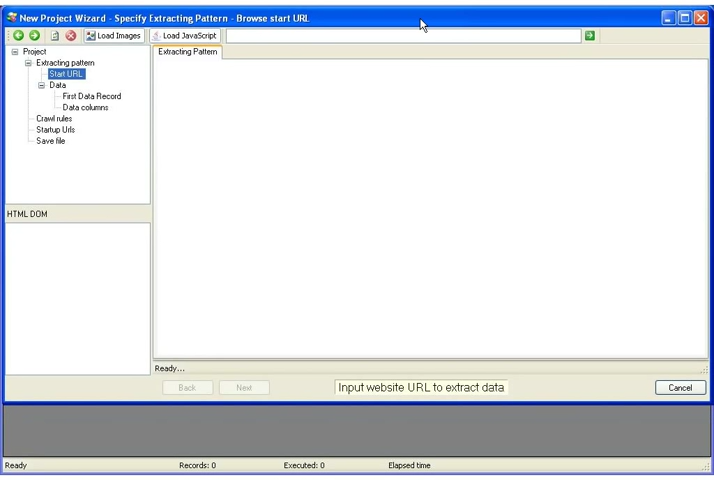 New Project Wizard - Specify Extracting Pattern - Browse start URL
Load Images
Load JavaScript
Project
Extracting pattern
Start URL
Data
First Data Record
Data columns
Crawl rules
Startup Urls
Save file
Extracting Pattern
HTML DOM
Ready...
Back
Next
Input website URL to extract data
Cancel
Ready
Records: 0
Executed: 0
Elapsed time